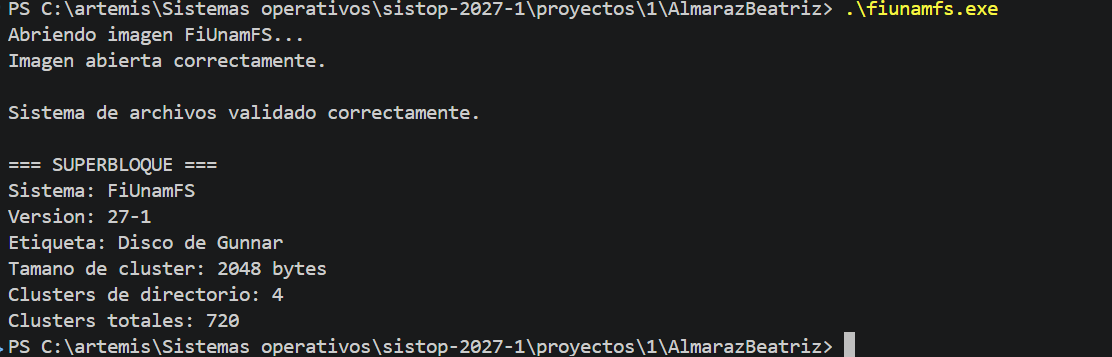 PS C:\artemis\Sistemas operativos\sistop-2027-1\proyectos\1\AlmarazBeatriz> .\fiunamfs.exe
Abriendo imagen FiUnamFS...
Imagen abierta correctamente.
Sistema de archivos validado correctamente.
=== SUPERBLOQUE ===
Sistema: FiUnamFS
Version: 27-1
Etiqueta: Disco de Gunnar
Tamano de cluster: 2048 bytes
Clusters de directorio: 4
Clusters totales: 720
PS C:\artemis\Sistemas operativos\sistop-2027-1\proyectos\1\AlmarazBeatriz>